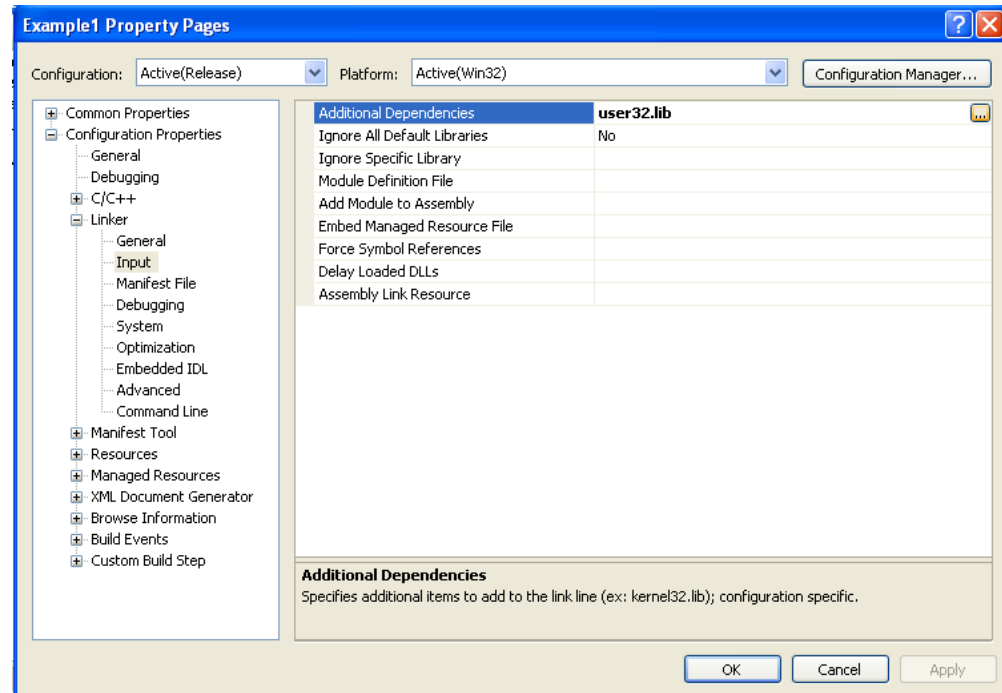 Example1 Property Pages
Configuration: Active(Release) Platform: Active(Win32) Configuration Manager...
Common Properties
Configuration Properties
General
Debugging
C/C++
Linker
General
Input
Manifest File
Debugging
System
Optimization
Embedded IDL
Advanced
Command Line
Manifest Tool
Resources
Managed Resources
XML Document Generator
Browse Information
Build Events
Custom Build Step
Additional Dependencies user32.lib ...
Ignore All Default Libraries No
Ignore Specific Library
Module Definition File
Add Module to Assembly
Embed Managed Resource File
Force Symbol References
Delay Loaded DLLs
Assembly Link Resource
Additional Dependencies
Specifies additional items to add to the link line (ex: kernel32.lib); configuration specific.
OK Cancel Apply